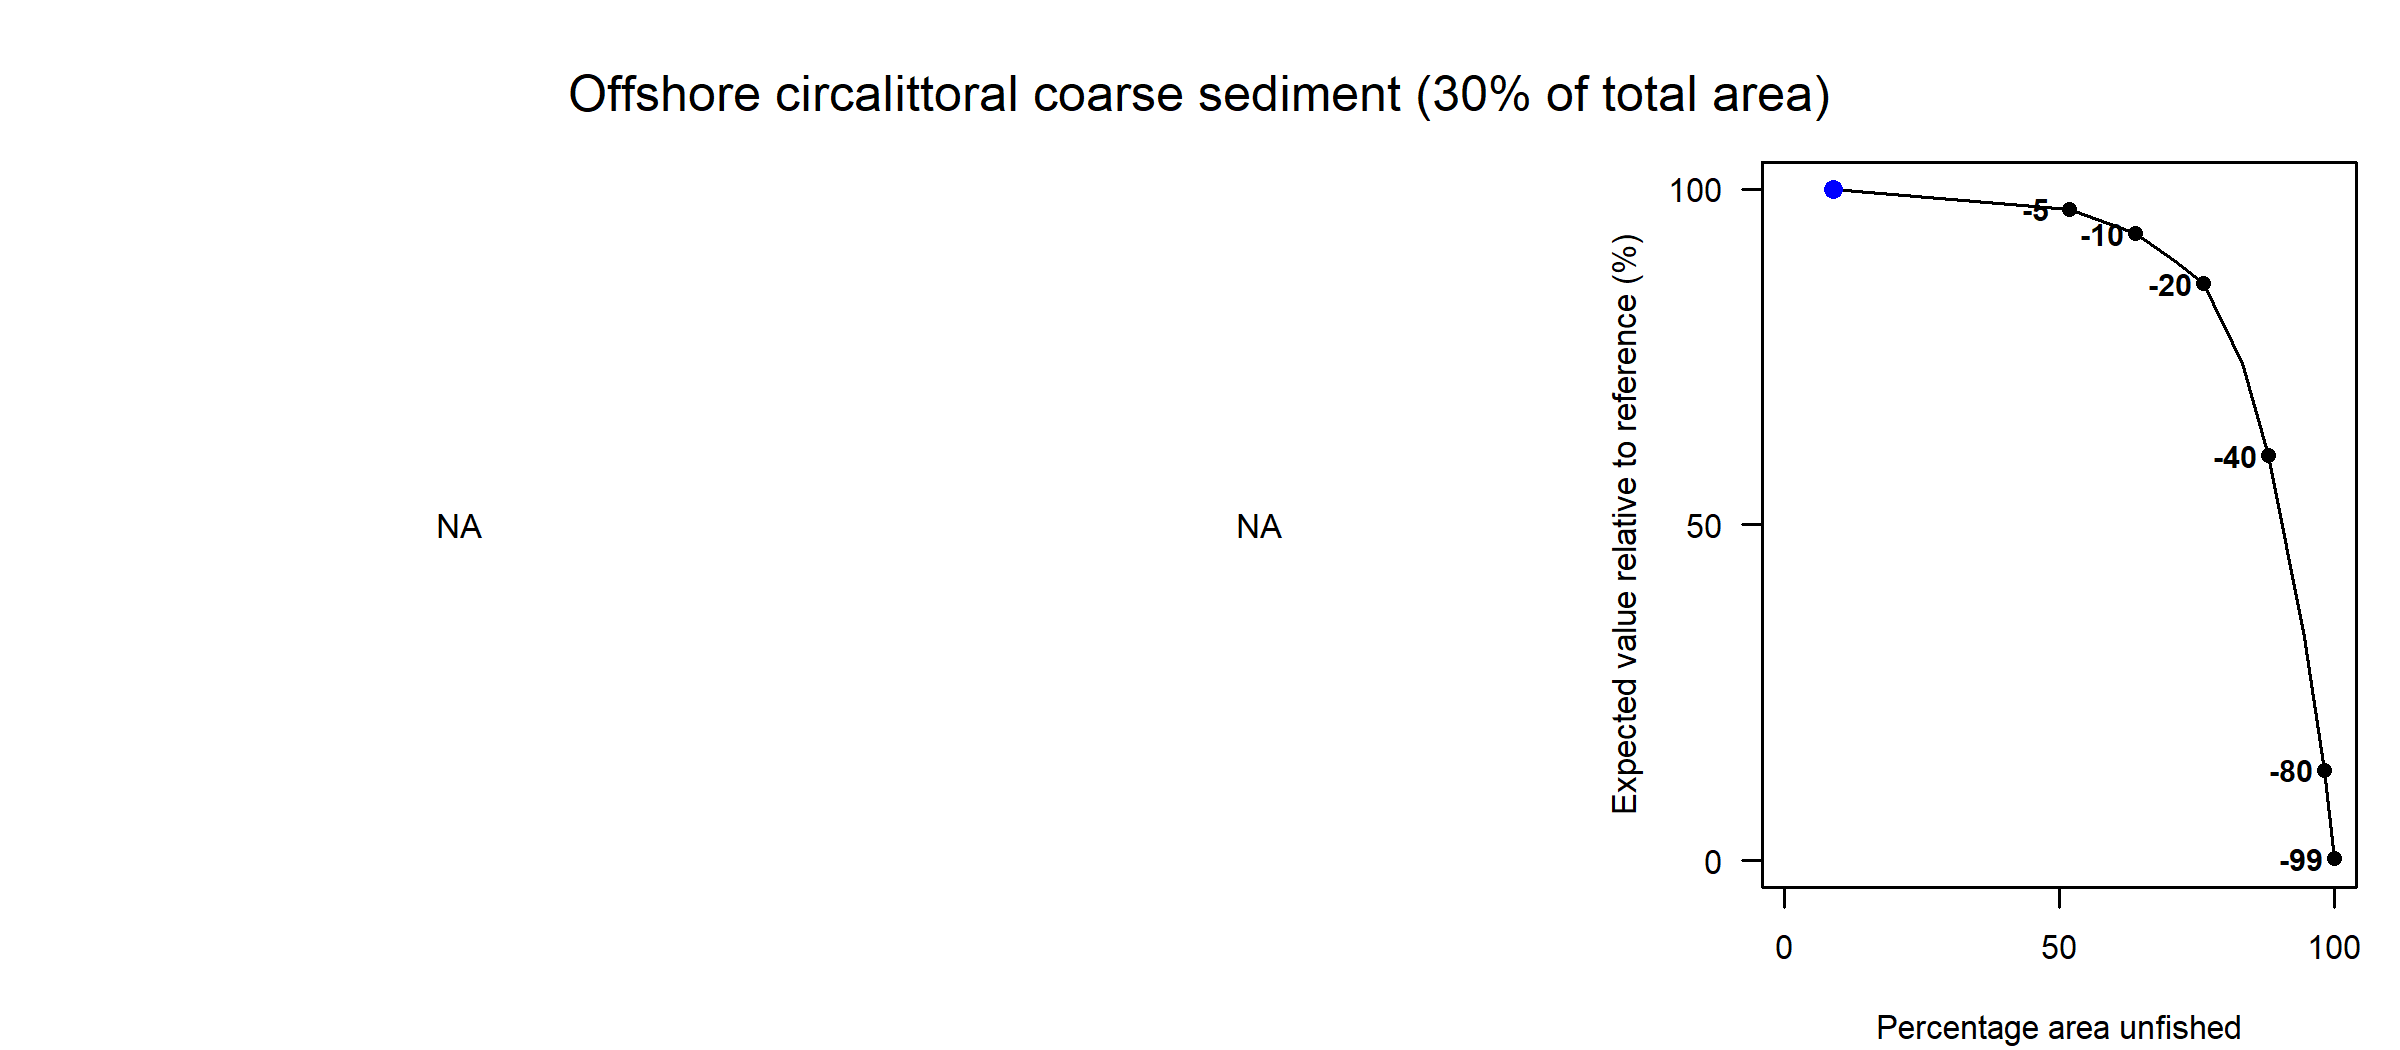 Offshore circalittoral coarse sediment (30% of total area)
NA
NA
Expected value relative to reference (%)
100
50
0
-5
-10
-20
-40
-80
-99
0 50 100
Percentage area unfished